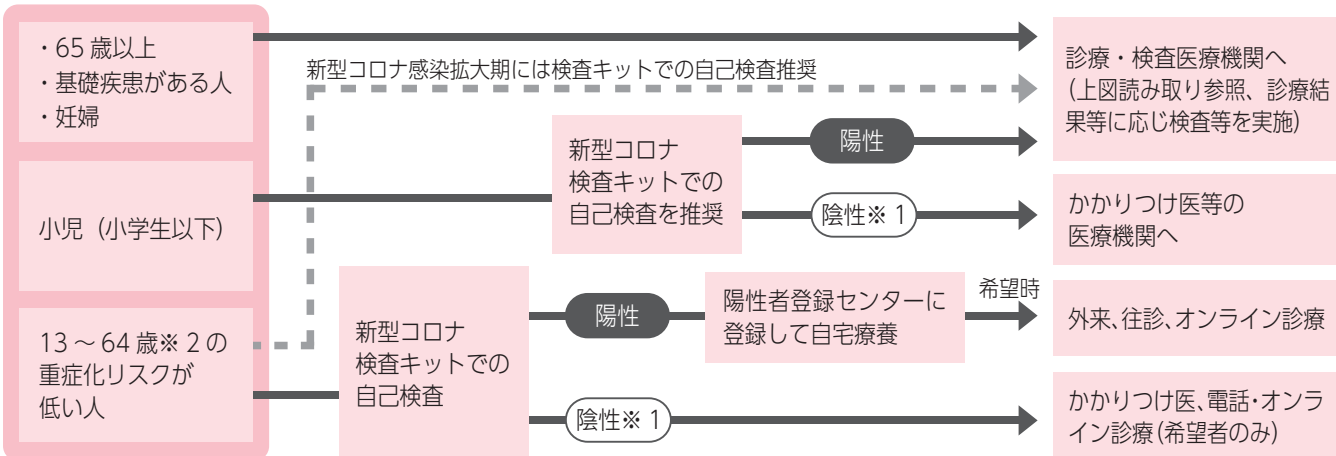 ・65 歳以上
・基礎疾患がある人
・妊婦
新型コロナ感染拡大期には検査キットでの自己検査推奨
診療・検査医療機関へ
(上図読み取り参照、診療結
果等に応じ検査等を実施)
小児（小学生以下）
新型コロナ
検査キットでの
自己検査を推奨
陽性
陰性※ 1
かかりつけ医等の
医療機関へ
13 ～ 64 歳※ 2 の
重症化リスクが
低い人
新型コロナ
検査キットでの
自己検査
陽性
陽性者登録センターに
登録して自宅療養
希望時
外来、往診、オンライン診療
陰性※ 1
かかりつけ医、電話・オンラ
イン診療(希望者のみ)